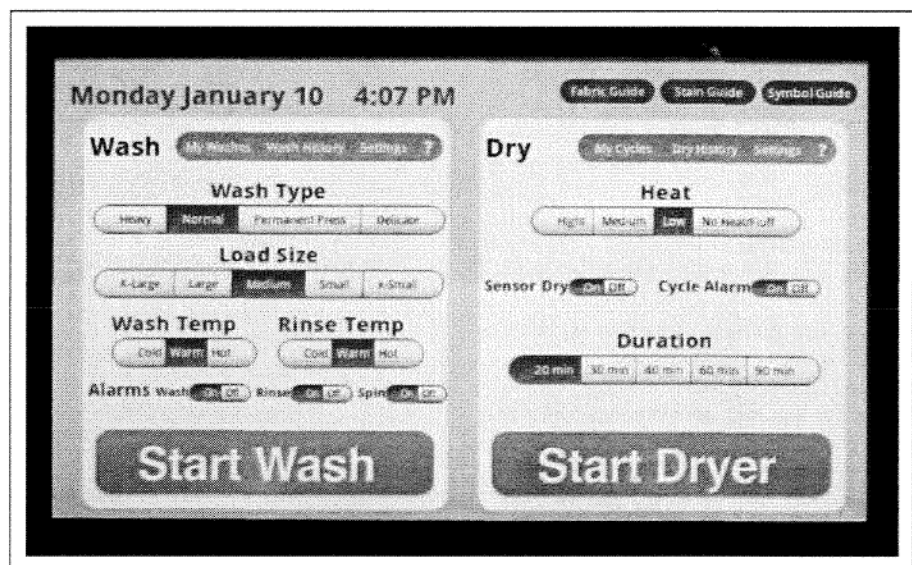 Monday January 10 4:07 PM
Fabrik Guide Stain Guide Symbol Guide
Wash My Washes Wash History Settings ?
Wash Type
Heavy Normal Permanent Press Delicate
Load Size
X-Large Large Medium Small x-Small
Wash Temp Rinse Temp
Cold Warm Hot Cold Warm Hot
Alarms Wash On Off Rinse On Off Spin On Off
Start Wash
Dry My Cycles Dry History Settings ?
Heat
High Medium Low No Heat/Fluff
Sensor Dry On Off Cycle Alarm On Off
Duration
20 min 30 min 40 min 60 min 90 min
Start Dryer